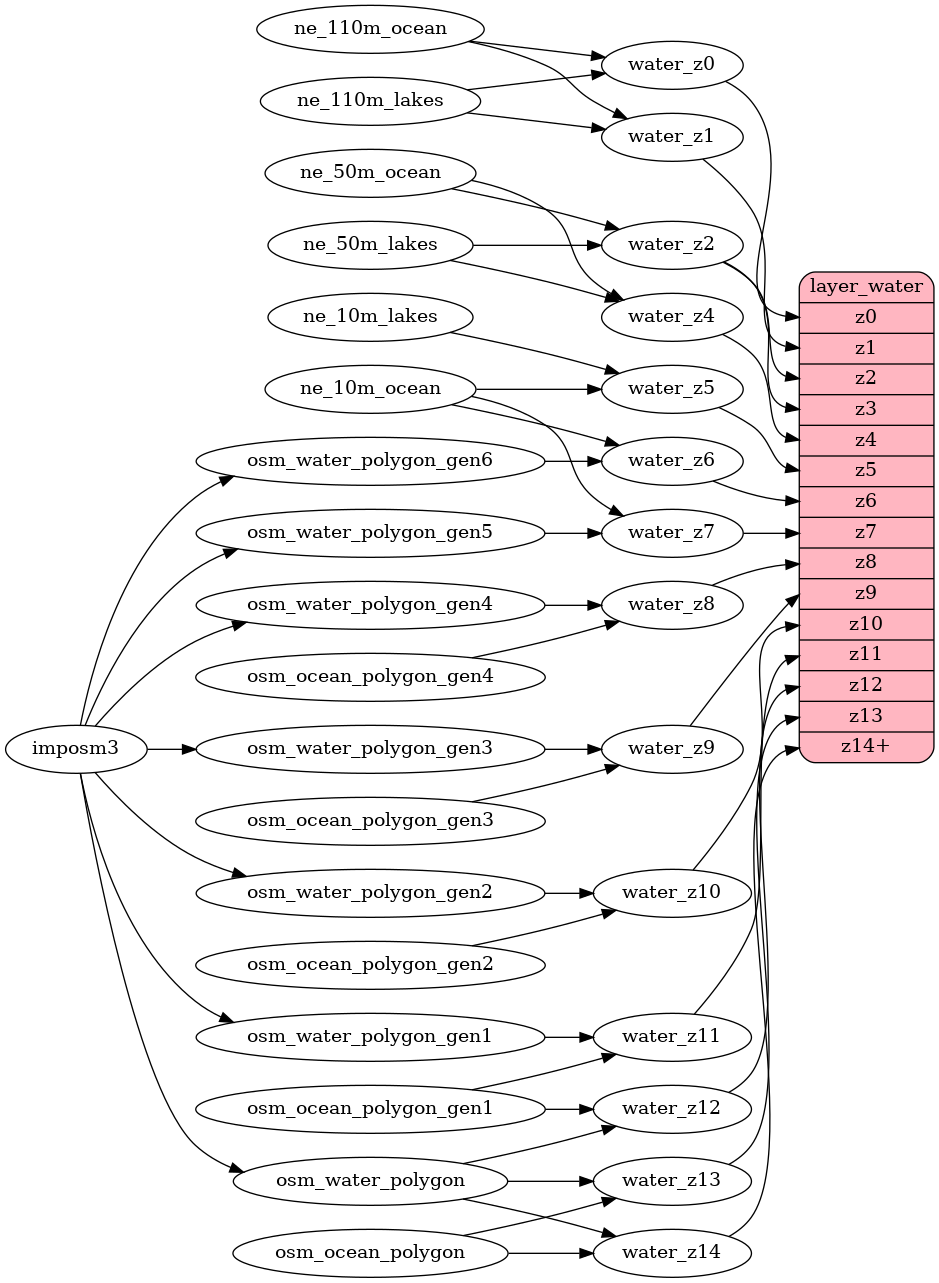 ne_110m_ocean
water_z0
ne_110m_lakes
water_z1
ne_50m_ocean
ne_50m_lakes
water_z2
layer_water
z0
z1
z2
z3
z4
z5
z6
z7
z8
z9
z10
z11
z12
z13
z14+
ne_10m_lakes
water_z4
ne_10m_ocean
water_z5
osm_water_polygon_gen6
water_z6
osm_water_polygon_gen5
water_z7
osm_water_polygon_gen4
water_z8
osm_ocean_polygon_gen4
imposm3
osm_water_polygon_gen3
water_z9
osm_ocean_polygon_gen3
osm_water_polygon_gen2
water_z10
osm_ocean_polygon_gen2
osm_water_polygon_gen1
water_z11
osm_ocean_polygon_gen1
water_z12
osm_water_polygon
water_z13
osm_ocean_polygon
water_z14